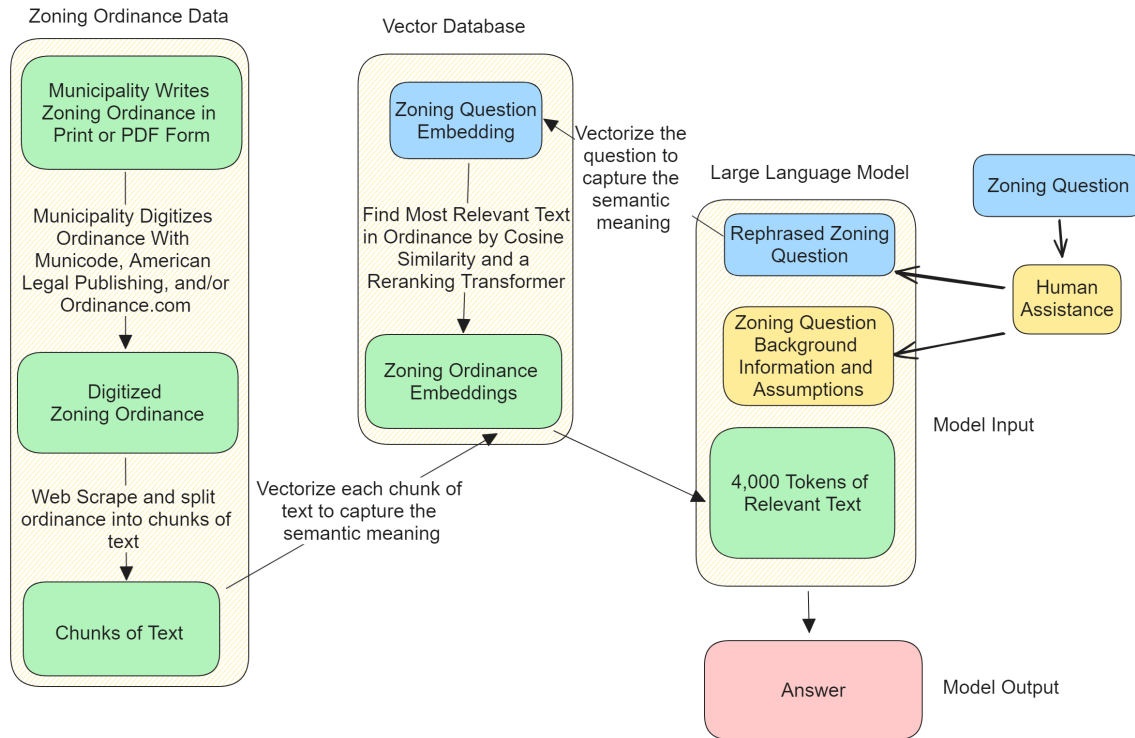 Zoning Ordinance Data
Municipality Writes
Zoning Ordinance in
Print or PDF Form
Municipality Digitizes
Ordinance With
Municode, American
Legal Publishing, and/or
Ordinance.com
Digitized
Zoning Ordinance
Web Scrape and split
ordinance into chunks of
text
Chunks of Text
Vectorize each chunk of
text to capture the
semantic meaning
Vector Database
Zoning Question
Embedding
Find Most Relevant Text
in Ordinance by Cosine
Similarity and a
Reranking Transformer
Zoning Ordinance
Embeddings
Vectorize the
question to
capture the
semantic
meaning
Large Language Model
Rephrased Zoning
Question
Zoning Question
Background
Information and
Assumptions
4,000 Tokens of
Relevant Text
Zoning Question
Human
Assistance
Model Input
Answer
Model Output